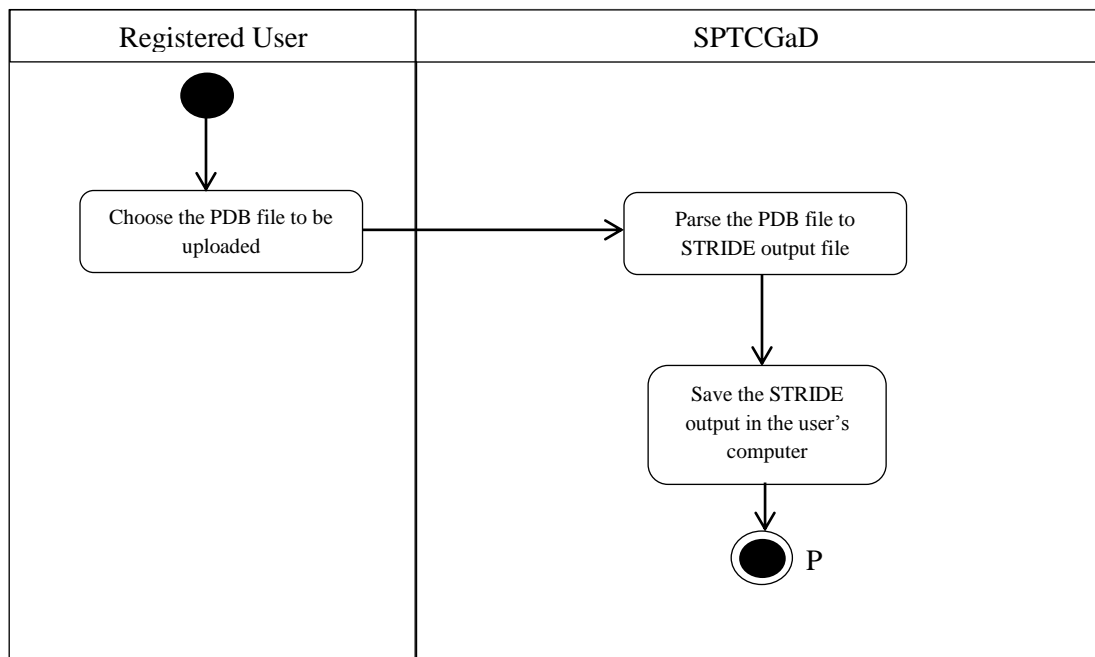 Registered User
SPTCGaD
Choose the PDB file to be
uploaded
Parse the PDB file to
STRIDE output file
Save the STRIDE
output in the user’s
computer
P